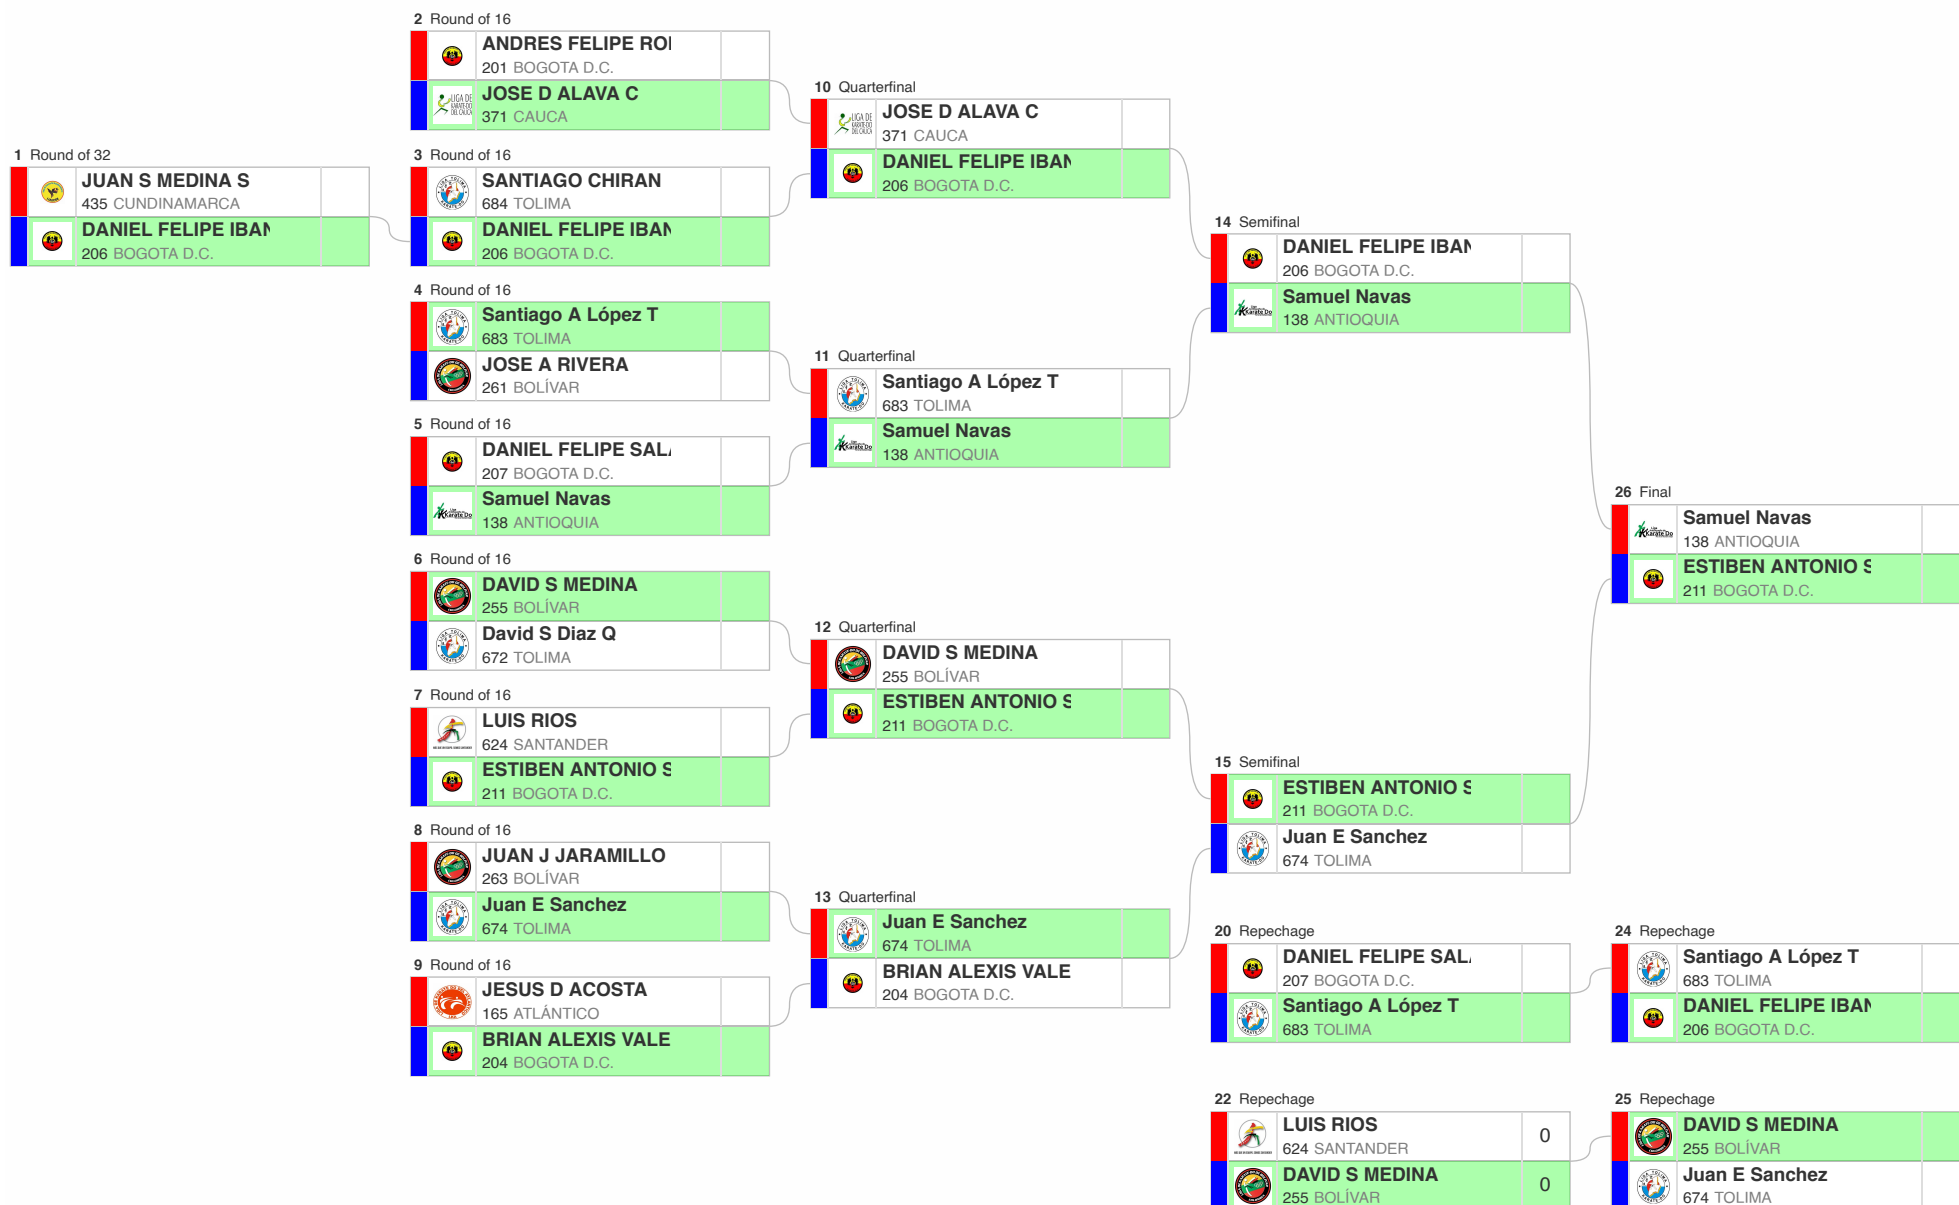 1 Round of 32
JUAN S MEDINA S
435 CUNDINAMARCA
DANIEL FELIPE IBAN
206 BOGOTA D.C.
2 Round of 16
ANDRES FELIPE ROI
201 BOGOTA D.C.
JOSE D ALAVA C
371 CAUCA
3 Round of 16
SANTIAGO CHIRAN
684 TOLIMA
DANIEL FELIPE IBAN
206 BOGOTA D.C.
4 Round of 16
Santiago A López T
683 TOLIMA
JOSE A RIVERA
261 BOLÍVAR
5 Round of 16
DANIEL FELIPE SAL
207 BOGOTA D.C.
Samuel Navas
138 ANTIOQUIA
6 Round of 16
DAVID S MEDINA
255 BOLÍVAR
David S Diaz Q
672 TOLIMA
7 Round of 16
LUIS RIOS
624 SANTANDER
ESTIBEN ANTONIO S
211 BOGOTA D.C.
8 Round of 16
JUAN J JARAMILLO
263 BOLÍVAR
Juan E Sanchez
674 TOLIMA
9 Round of 16
JESUS D ACOSTA
165 ATLÁNTICO
BRIAN ALEXIS VALE
204 BOGOTA D.C.
10 Quarterfinal
JOSE D ALAVA C
371 CAUCA
DANIEL FELIPE IBAN
206 BOGOTA D.C.
11 Quarterfinal
Santiago A López T
683 TOLIMA
Samuel Navas
138 ANTIOQUIA
12 Quarterfinal
DAVID S MEDINA
255 BOLÍVAR
ESTIBEN ANTONIO S
211 BOGOTA D.C.
13 Quarterfinal
Juan E Sanchez
674 TOLIMA
BRIAN ALEXIS VALE
204 BOGOTA D.C.
14 Semifinal
DANIEL FELIPE IBAN
206 BOGOTA D.C.
Samuel Navas
138 ANTIOQUIA
15 Semifinal
ESTIBEN ANTONIO S
211 BOGOTA D.C.
Juan E Sanchez
674 TOLIMA
20 Repechage
DANIEL FELIPE SAL
207 BOGOTA D.C.
Santiago A López T
683 TOLIMA
22 Repechage
LUIS RIOS 0
624 SANTANDER
DAVID S MEDINA 0
255 BOLÍVAR
26 Final
Samuel Navas
138 ANTIOQUIA
ESTIBEN ANTONIO S
211 BOGOTA D.C.
24 Repechage
Santiago A López T
683 TOLIMA
DANIEL FELIPE IBAN
206 BOGOTA D.C.
25 Repechage
DAVID S MEDINA
255 BOLÍVAR
Juan E Sanchez
674 TOLIMA